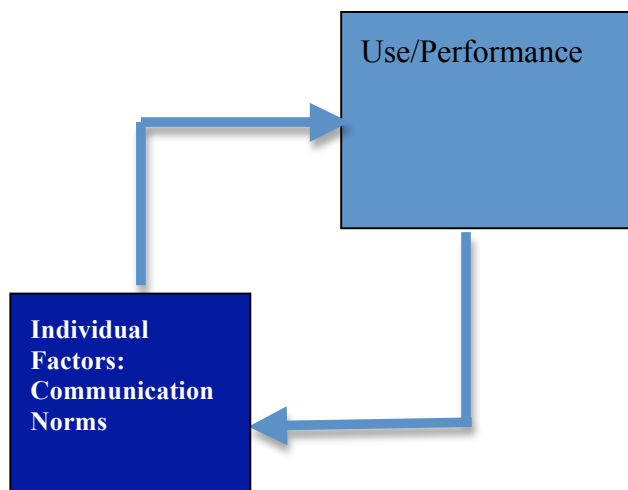 Use/Performance
Individual
Factors:
Communication
Norms